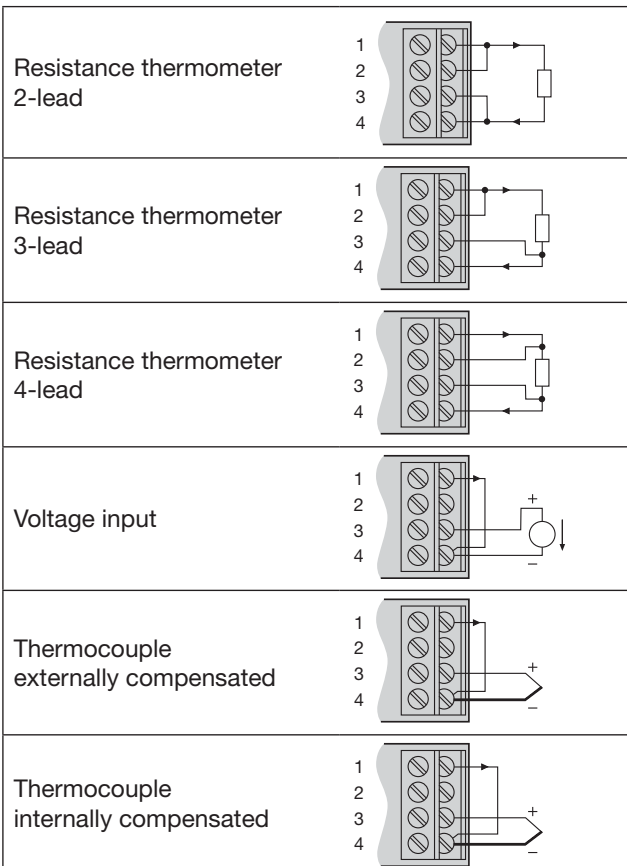 Resistance thermometer
2-lead
1
2
3
4
Resistance thermometer
3-lead
1
2
3
4
Resistance thermometer
4-lead
1
2
3
4
Voltage input
1
2
3
4
+
−
Thermocouple
externally compensated
1
2
3
4
+
−
Thermocouple
internally compensated
1
2
3
4
+
−